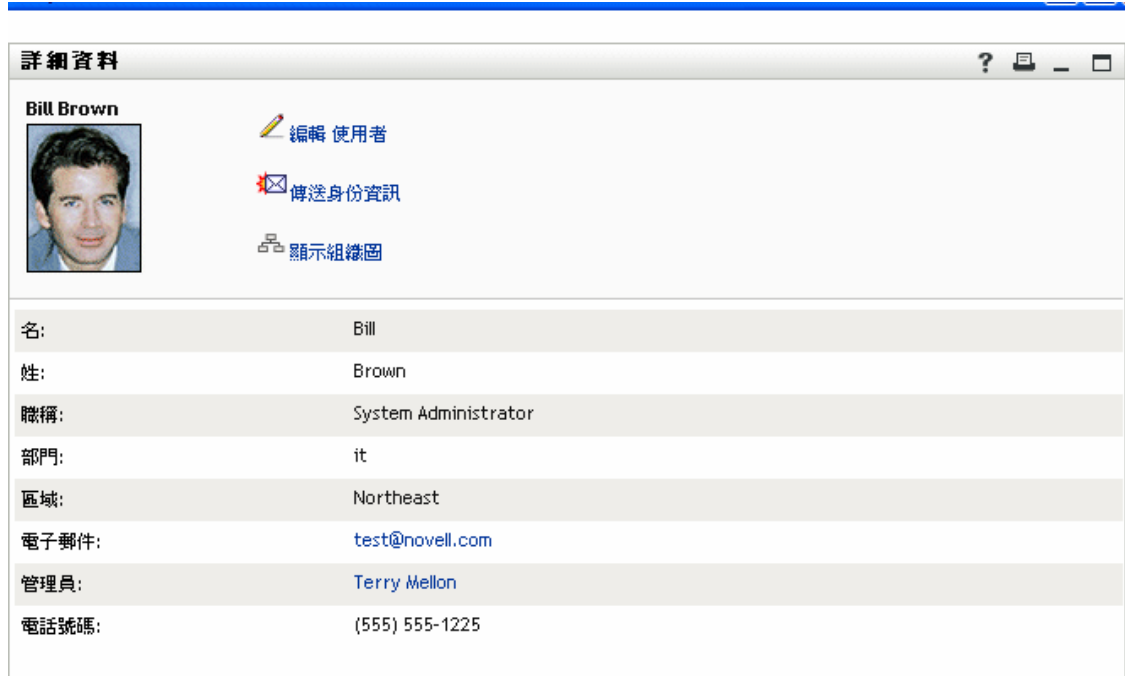 詳細資料
?
Bill Brown
編輯 使用者
傳送身份資訊
顯示組織圖
名: Bill
姓: Brown
職稱: System Administrator
部門: it
區域: Northeast
電子郵件: test@novell.com
管理員: Terry Mellon
電話號碼: (555) 555-1225